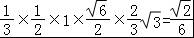 1/3 × 1/2 × 1 × √6/2 × 2/3 √3 = √2/6